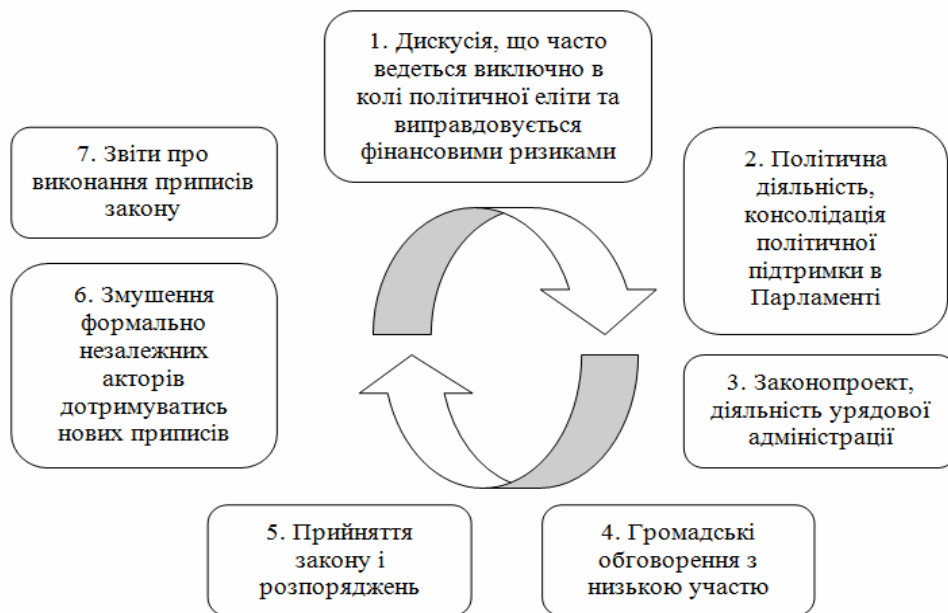 1. Дискусія, що часто
ведеться виключно в
колі політичної еліти та
виправдовується
фінансовими ризиками
2. Політична
діяльність,
консолідація
політичної
підтримки в
Парламенті
3. Законопроект,
діяльність урядової
адміністрації
4. Громадські
обговорення з
низькою участю
5. Прийняття
закону і
розпоряджень
6. Змушення
формально
незалежних
акторів
дотримуватись
нових приписів
7. Звіти про
виконання приписів
закону